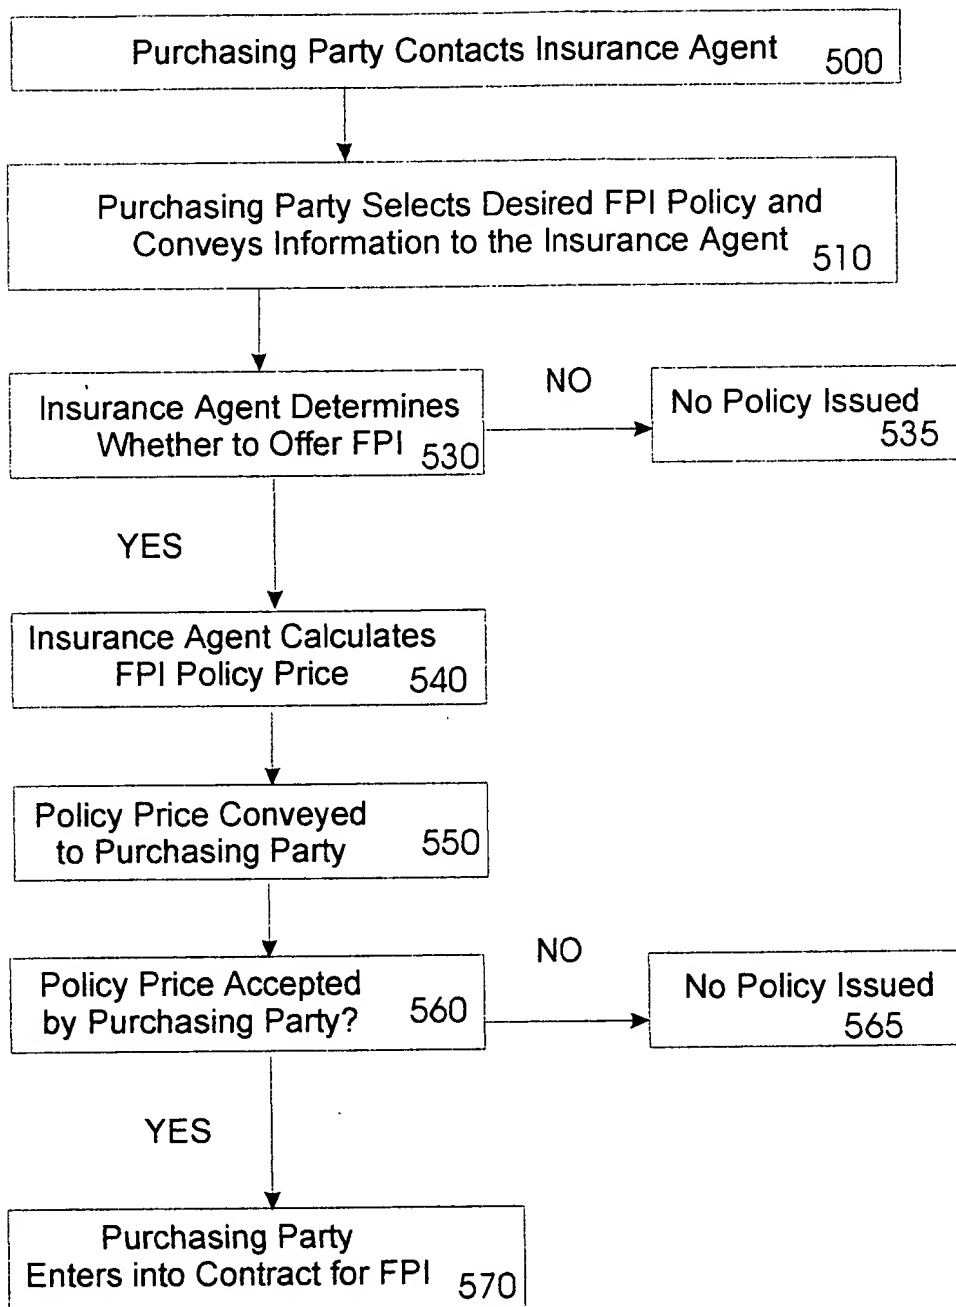 Purchasing Party Contacts Insurance Agent 500
Purchasing Party Selects Desired FPI Policy and
Conveys Information to the Insurance Agent 510
Insurance Agent Determines
Whether to Offer FPI 530
NO
No Policy Issued
535
YES
Insurance Agent Calculates
FPI Policy Price 540
Policy Price Conveyed
to Purchasing Party 550
Policy Price Accepted
by Purchasing Party? 560
NO
No Policy Issued
565
YES
Purchasing Party
Enters into Contract for FPI 570